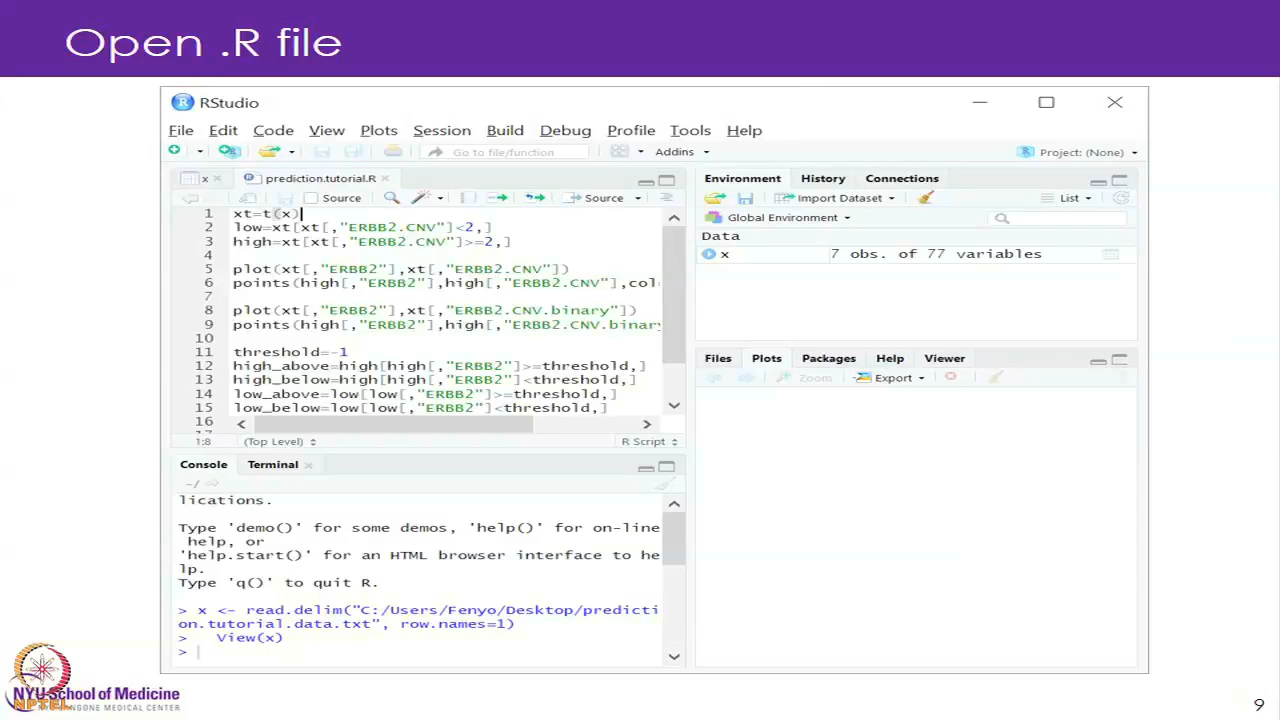 Open .R file
RStudio
File Edit Code View Plots Session Build Debug Profile Tools Help
Go to file/function Addins Project: (None)
x prediction.tutorial.R
Source Source
1 xt=t(x)
2 low=xt[xt[,"ERBB2.CNV"]<2,]
3 high=xt[xt[,"ERBB2.CNV"]>=2,]
4
5 plot(xt[,"ERBB2"],xt[,"ERBB2.CNV"])
6 points(high[,"ERBB2"],high[,"ERBB2.CNV"],col
7
8 plot(xt[,"ERBB2"],xt[,"ERBB2.CNV.binary"])
9 points(high[,"ERBB2"],high[,"ERBB2.CNV.binary
10
11 threshold=-1
12 high_above=high[high[,"ERBB2"]>=threshold,]
13 high_below=high[high[,"ERBB2"]<threshold,]
14 low_above=low[low[,"ERBB2"]>=threshold,]
15 low_below=low[low[,"ERBB2"]<threshold,]
16
1:8 (Top Level) R Script
Console Terminal
~/
lications.
Type 'demo()' for some demos, 'help()' for on-line
help, or
'help.start()' for an HTML browser interface to he
lp.
Type 'q()' to quit R.
> x <- read.delim("C:/Users/Fenyo/Desktop/predicti
on.tutorial.data.txt", row.names=1)
> View(x)
>
Environment History Connections
Import Dataset List
Global Environment
Data
x 7 obs. of 77 variables
Files Plots Packages Help Viewer
Zoom Export
NYU School of Medicine
NPTEL
LANGONE MEDICAL CENTER
9